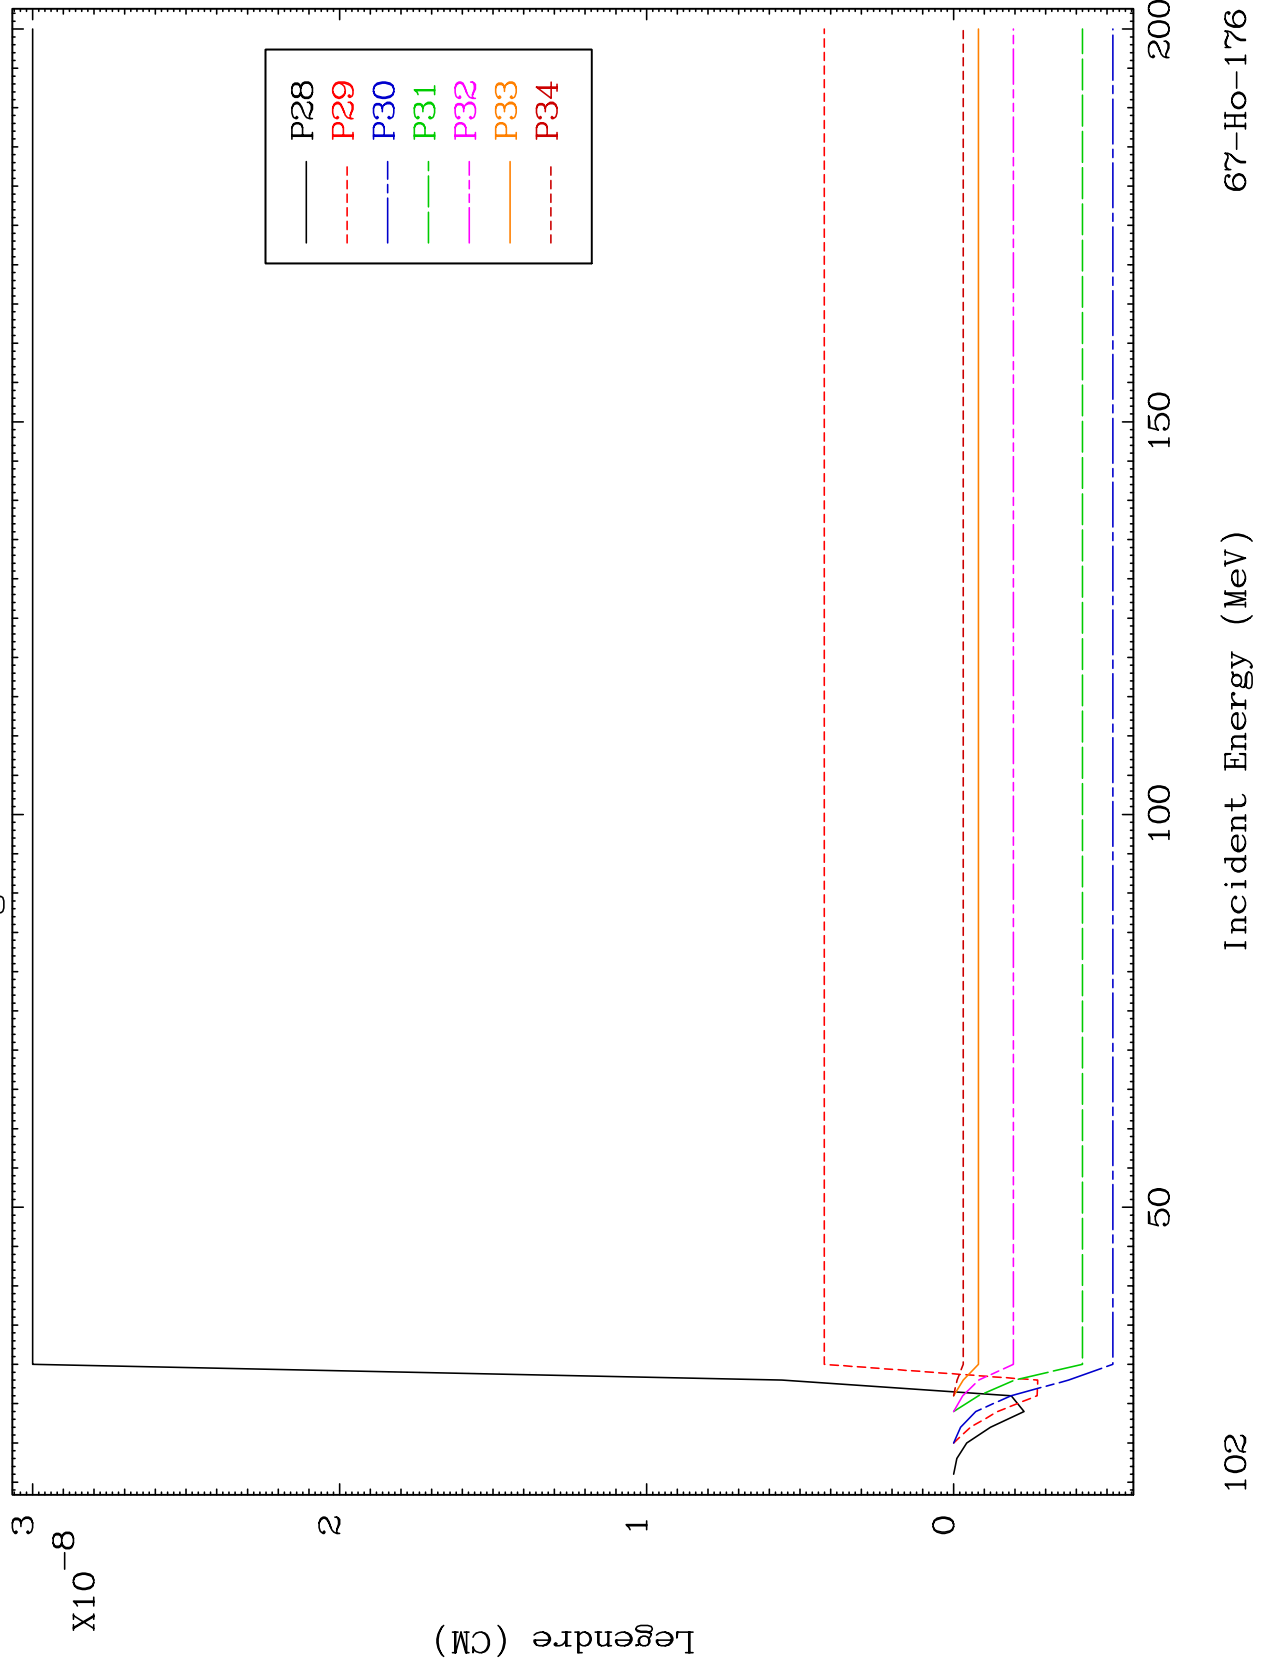 3
2
1
0
X10-8
Legendre (CM)
P28
P29
P30
P31
P32
P33
P34
50
100
150
200
Incident Energy (MeV)
102
67-Ho-176